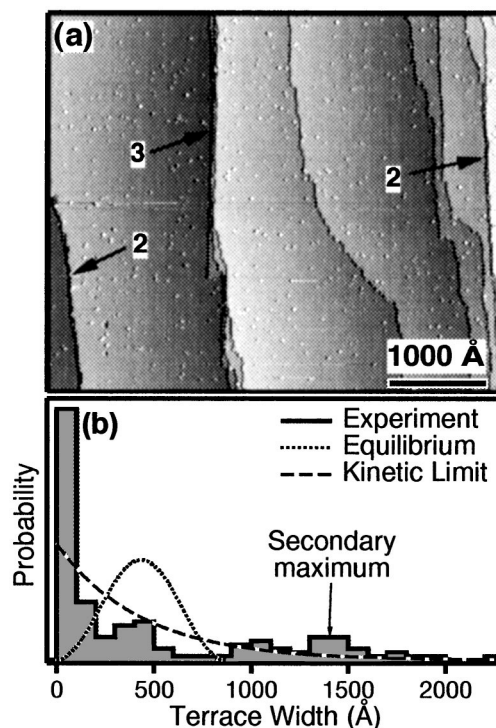 (a)
3
2
2
1000 Å
(b)
Experiment
Equilibrium
Kinetic Limit
Secondary
maximum
Probability
0
500
1000
1500
2000
Terrace Width (Å)